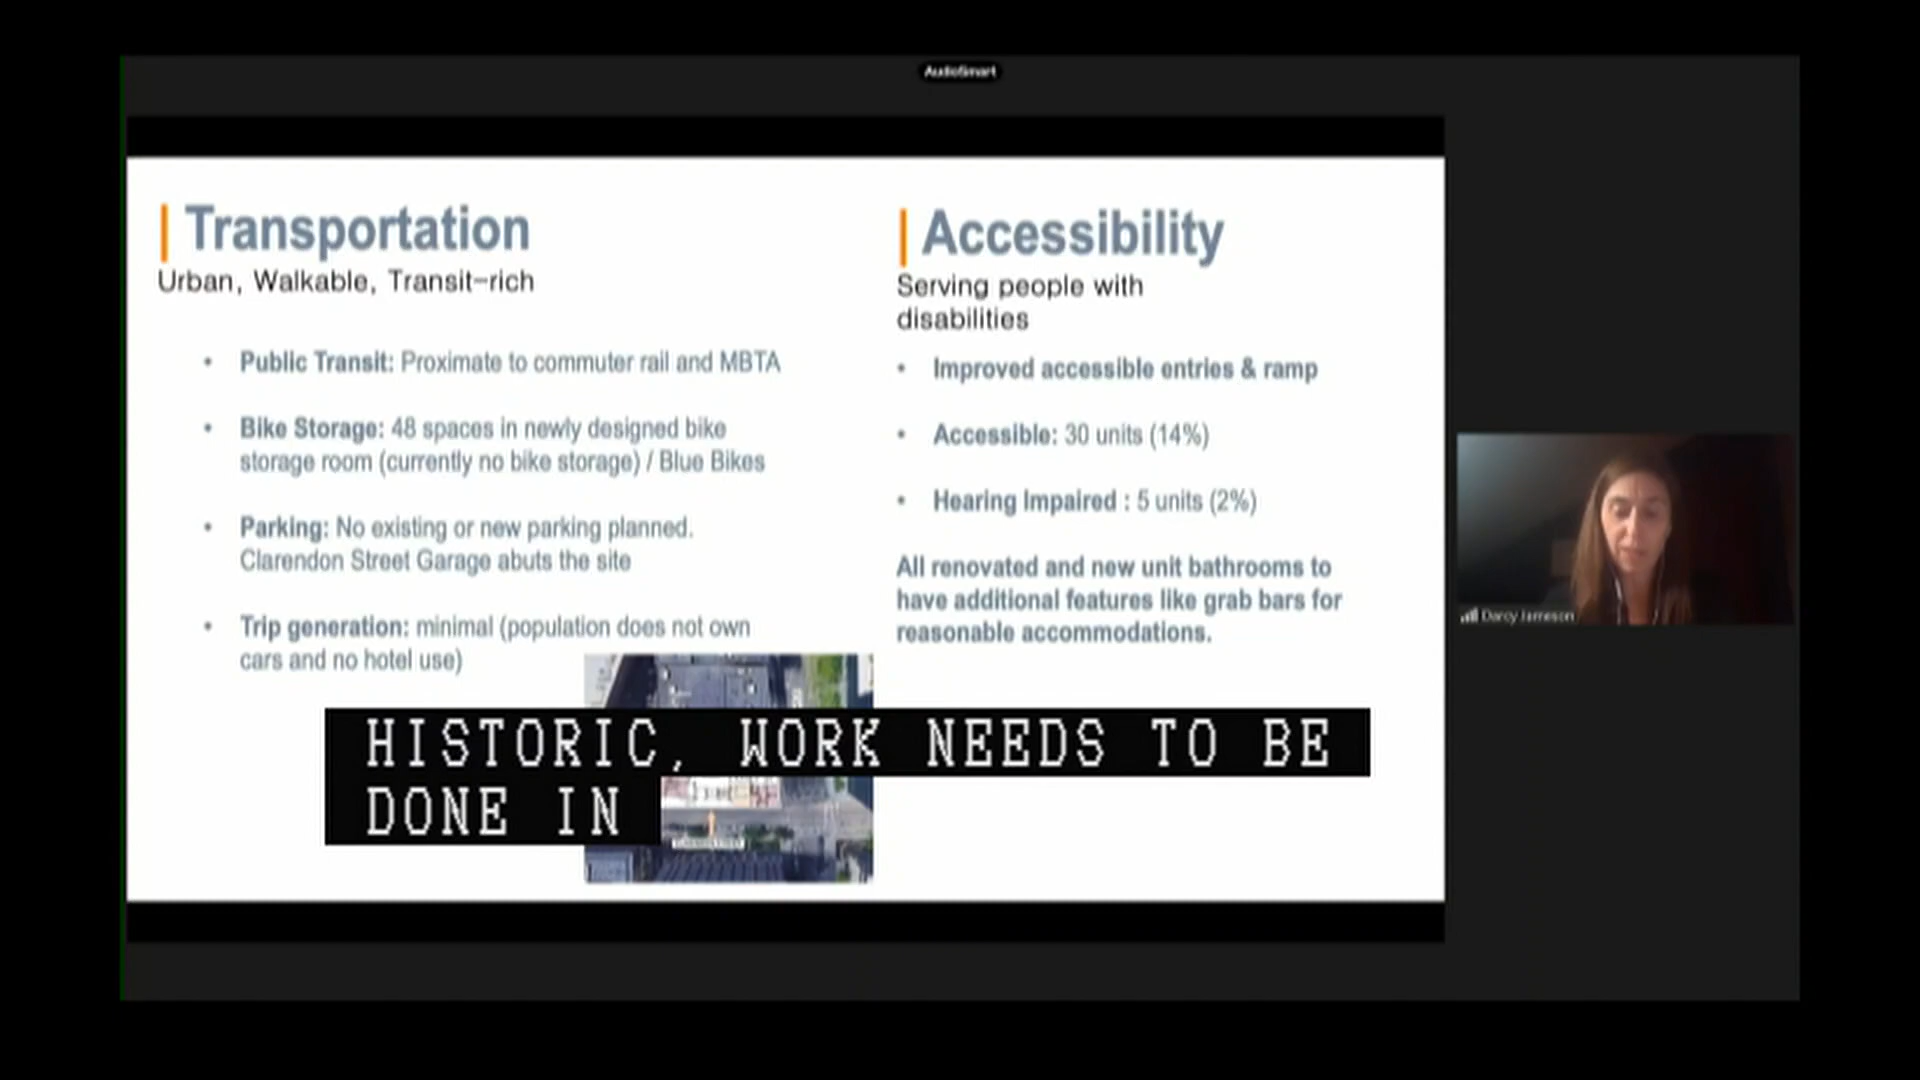 AudioSmart
Transportation
Urban, Walkable, Transit-rich
• Public Transit: Proximate to commuter rail and MBTA
• Bike Storage: 48 spaces in newly designed bike
storage room (currently no bike storage) / Blue Bikes
• Parking: No existing or new parking planned.
Clarendon Street Garage abuts the site
• Trip generation: minimal (population does not own
cars and no hotel use)
Accessibility
Serving people with
disabilities
• Improved accessible entries & ramp
• Accessible: 30 units (14%)
• Hearing Impaired : 5 units (2%)
All renovated and new unit bathrooms to
have additional features like grab bars for
reasonable accommodations.
HISTORIC, WORK NEEDS TO BE
DONE IN
CLARENDON STREET
Darcy Jameson